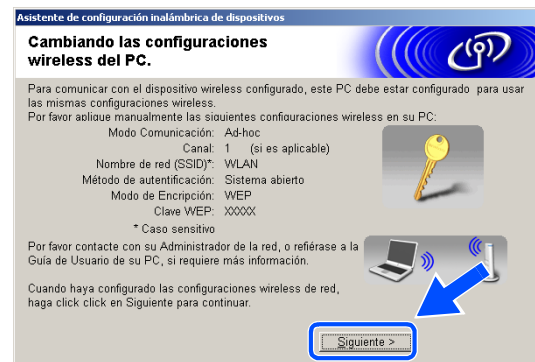 Asistente de configuración inalámbrica de dispositivos
Cambiando las configuraciones
wireless del PC.
Para comunicar con el dispositivo wireless configurado, este PC debe estar configurado para usar
las mismas configuraciones wireless.
Por favor aplique manualmente las siguientes configuraciones wireless en su PC:
Modo Comunicación: Ad-hoc
Canal: 1 (si es aplicable)
Nombre de red (SSID)*: WLAN
Método de autentificación: Sistema abierto
Modo de Encripción: WEP
Clave WEP: XXXXX
* Caso sensitivo
Por favor contacte con su Administrador de la red, o refiérase a la
Guía de Usuario de su PC, si requiere más información.
Cuando haya configurado las configuraciones wireless de red,
haga click click en Siguiente para continuar.
Siguiente >